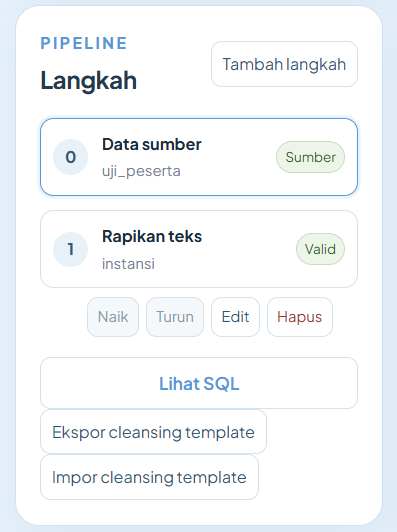 PIPELINE
Langkah
Tambah langkah
0
Data sumber
uji_peserta
Sumber
1
Rapikan teks
instansi
Valid
Naik
Turun
Edit
Hapus
Lihat SQL
Ekspor cleansing template
Impor cleansing template